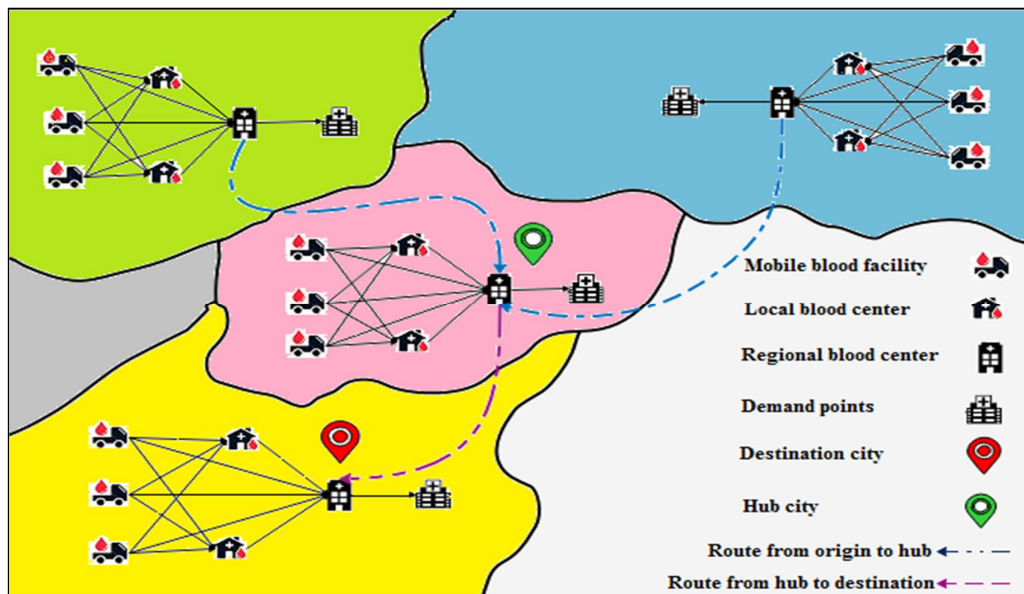 Mobile blood facility
Local blood center
Regional blood center
Demand points
Destination city
Hub city
Route from origin to hub
Route from hub to destination